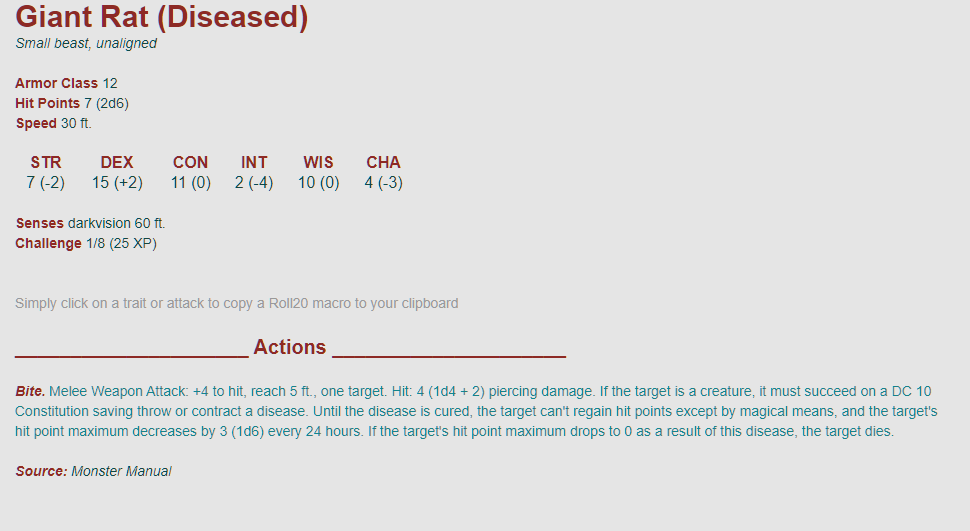 Giant Rat (Diseased)
Small beast, unaligned
Armor Class 12
Hit Points 7 (2d6)
Speed 30 ft.
STR DEX CON INT WIS CHA
7 (-2) 15 (+2) 11 (0) 2 (-4) 10 (0) 4 (-3)
Senses darkvision 60 ft.
Challenge 1/8 (25 XP)
Simply click on a trait or attack to copy a Roll20 macro to your clipboard
_____________________ Actions _____________________
Bite. Melee Weapon Attack: +4 to hit, reach 5 ft., one target. Hit: 4 (1d4 + 2) piercing damage. If the target is a creature, it must succeed on a DC 10
Constitution saving throw or contract a disease. Until the disease is cured, the target can't regain hit points except by magical means, and the target's
hit point maximum decreases by 3 (1d6) every 24 hours. If the target's hit point maximum drops to 0 as a result of this disease, the target dies.
Source: Monster Manual